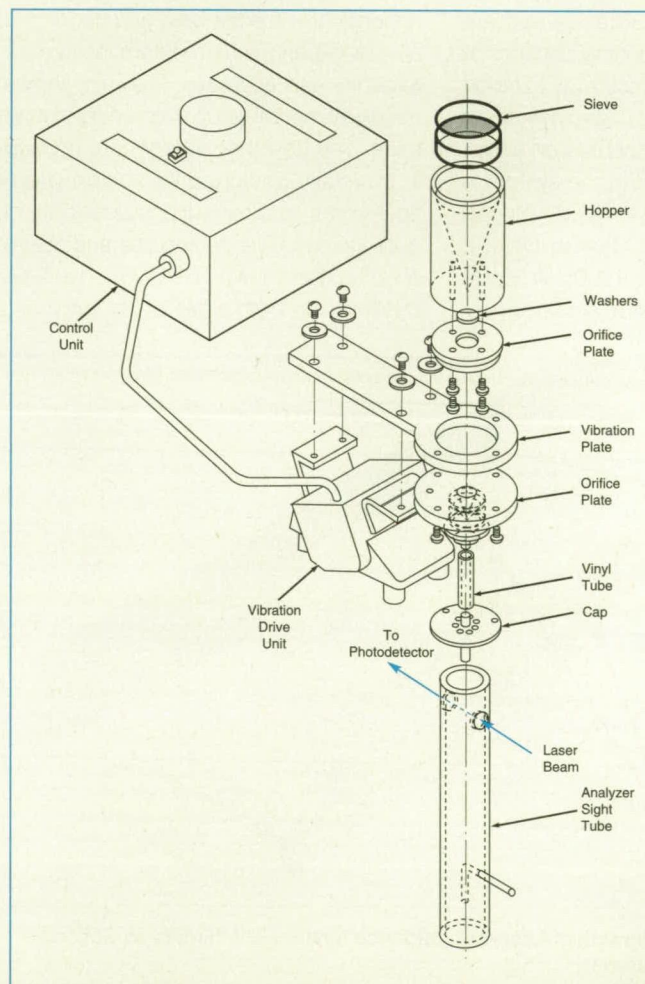 Sieve
Hopper
Washers
Orifice
Plate
Control
Unit
Vibration
Plate
Orifice
Plate
Vinyl
Tube
Vibration
Drive
Unit
Cap
To
Photodetector
Laser
Beam
Analyzer
Sight
Tube